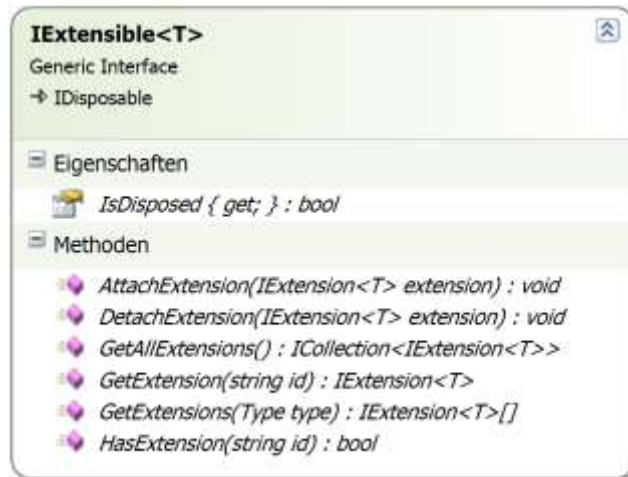 IExtensible<T>
Generic Interface
IDisposable
Eigenschaften
IsDisposed { get; } : bool
Methoden
AttachExtension(IExtension<T> extension) : void
DetachExtension(IExtension<T> extension) : void
GetAllExtensions() : ICollection<IExtension<T>>
GetExtension(string id) : IExtension<T>
GetExtensions(Type type) : IExtension<T>[]
HasExtension(string id) : bool